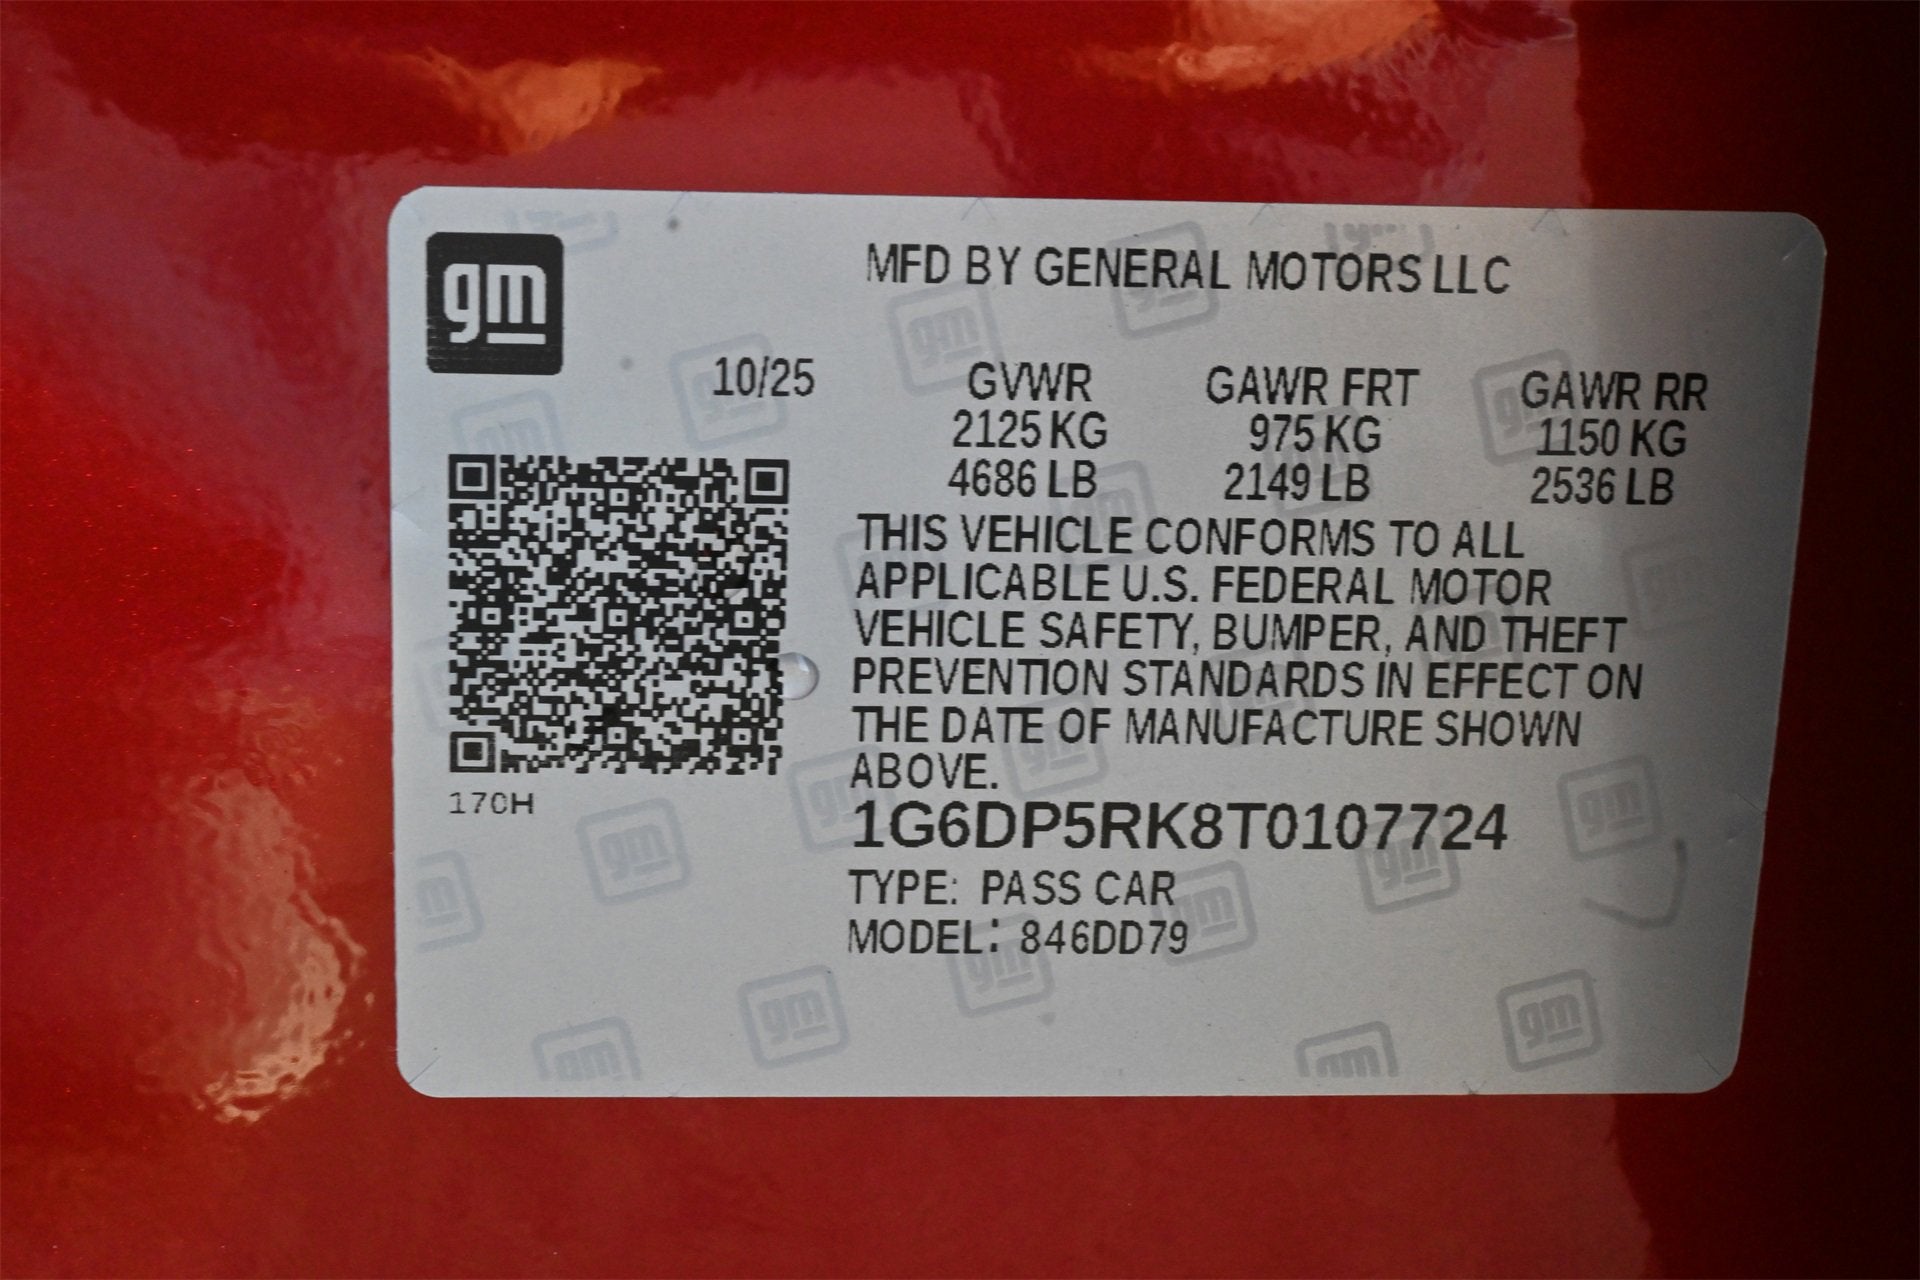 gm
MFD BY GENERAL MOTORS LLC
10/25 GVWR GAWR FRT GAWR RR
2125 KG 975 KG 1150 KG
4686 LB 2149 LB 2536 LB
THIS VEHICLE CONFORMS TO ALL
APPLICABLE U.S. FEDERAL MOTOR
VEHICLE SAFETY, BUMPER, AND THEFT
PREVENTION STANDARDS IN EFFECT ON
THE DATE OF MANUFACTURE SHOWN
ABOVE.
170H
1G6DP5RK8T0107724
TYPE: PASS CAR
MODEL: 846DD79